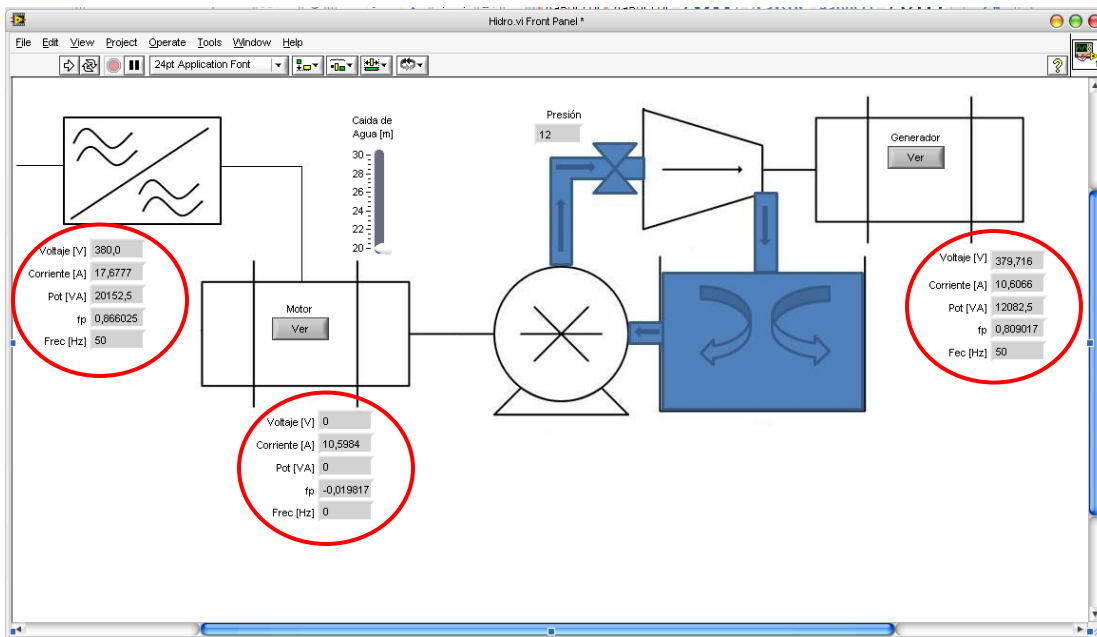 Hidro.vi Front Panel *
File Edit View Project Operate Tools Window Help
24pt Application Font
Caida de
Agua [m]
30
28
26
24
22
20
Presión
12
Generador
Ver
Voltaje [V] 380,0
Corriente [A] 17,6777
Pot [VA] 20152,5
fp 0,866025
Frec [Hz] 50
Motor
Ver
Voltaje [V] 379,716
Corriente [A] 10,6066
Pot [VA] 12082,5
fp 0,809017
Fec [Hz] 50
Voltaje [V] 0
Corriente [A] 10,5984
Pot [VA] 0
fp -0,019817
Frec [Hz] 0